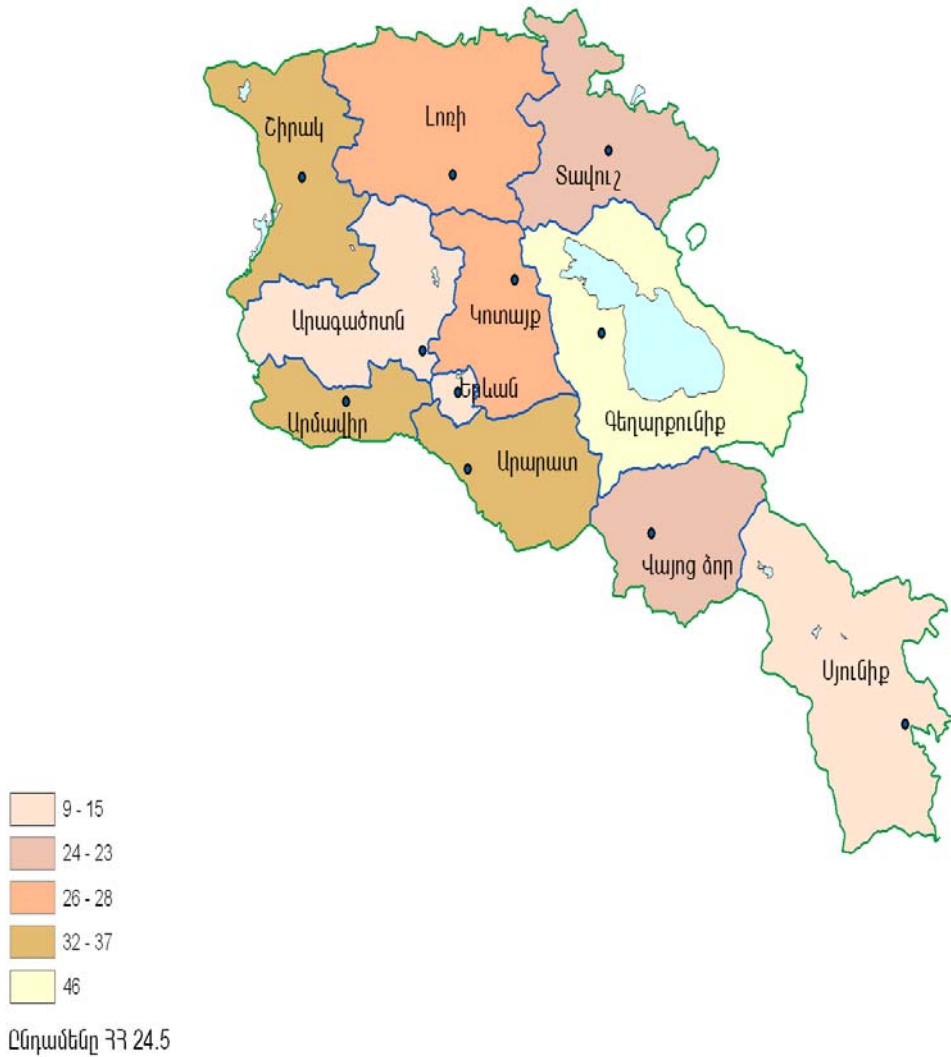 Շիրակ
Լոռի
Տավուշ
Արագածոտն
Կոտայք
Երևան
Արմավիր
Արարատ
Գեղարքունիք
Վայոց ձոր
Սյունիք
9 - 15
24 - 23
26 - 28
32 - 37
46
Ընդամենը ՀՀ 24.5